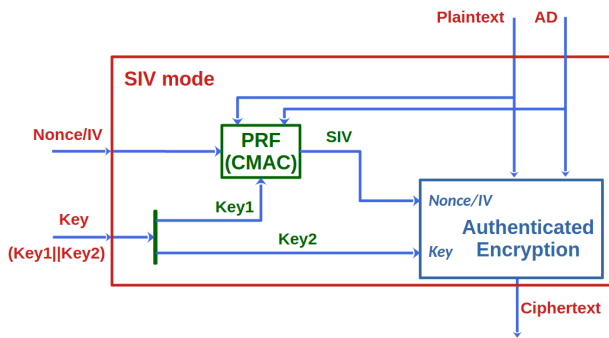 Plaintext
AD
SIV mode
Nonce/IV
PRF
(CMAC)
SIV
Key1
Nonce/IV
Key
(Key1||Key2)
Key2
Authenticated
Encryption
Key
Ciphertext